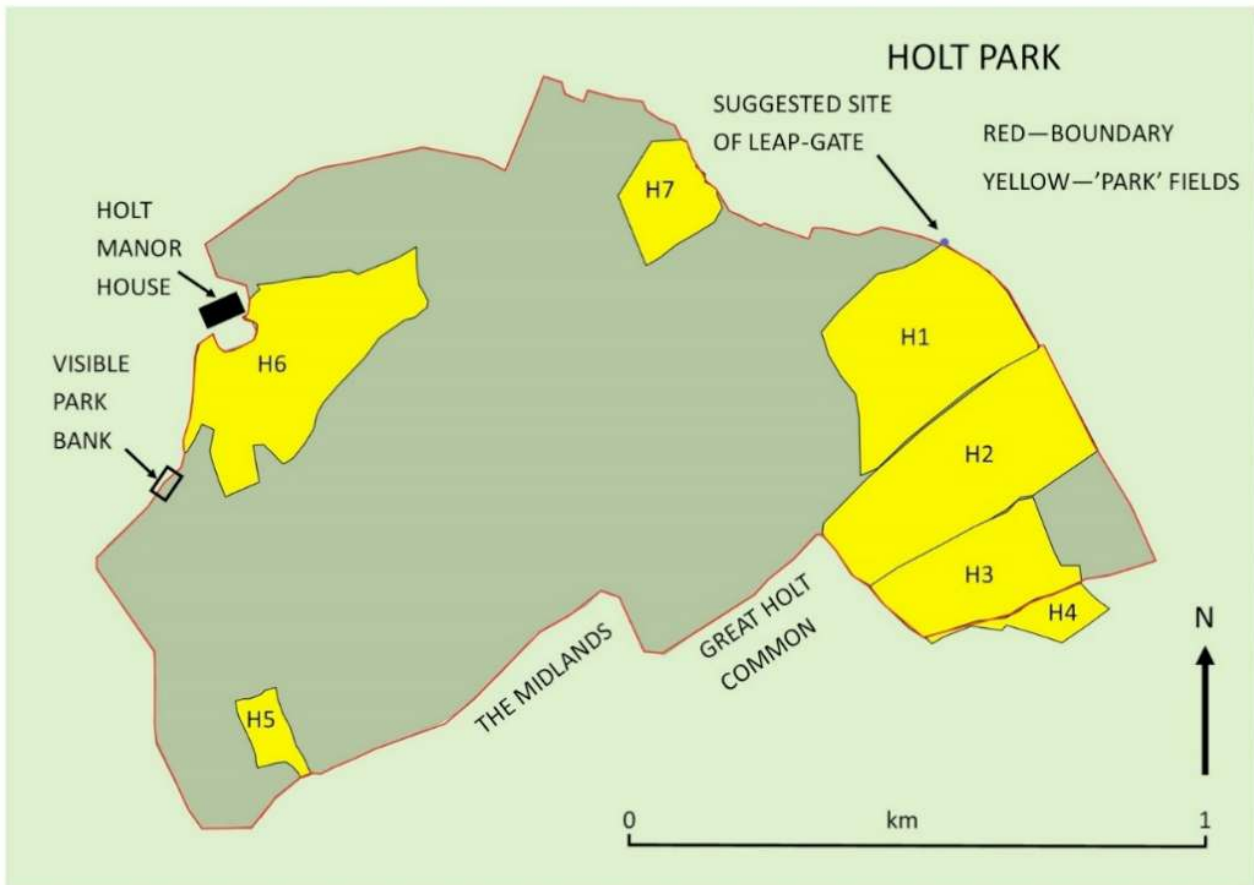 HOLT PARK
SUGGESTED SITE
OF LEAP-GATE
RED—BOUNDARY
YELLOW—'PARK' FIELDS
HOLT
MANOR
HOUSE
VISIBLE
PARK
BANK
H7
H1
H6
H2
H3
H4
H5
THE MIDLANDS
GREAT HOLT
COMMON
N
0
km
1